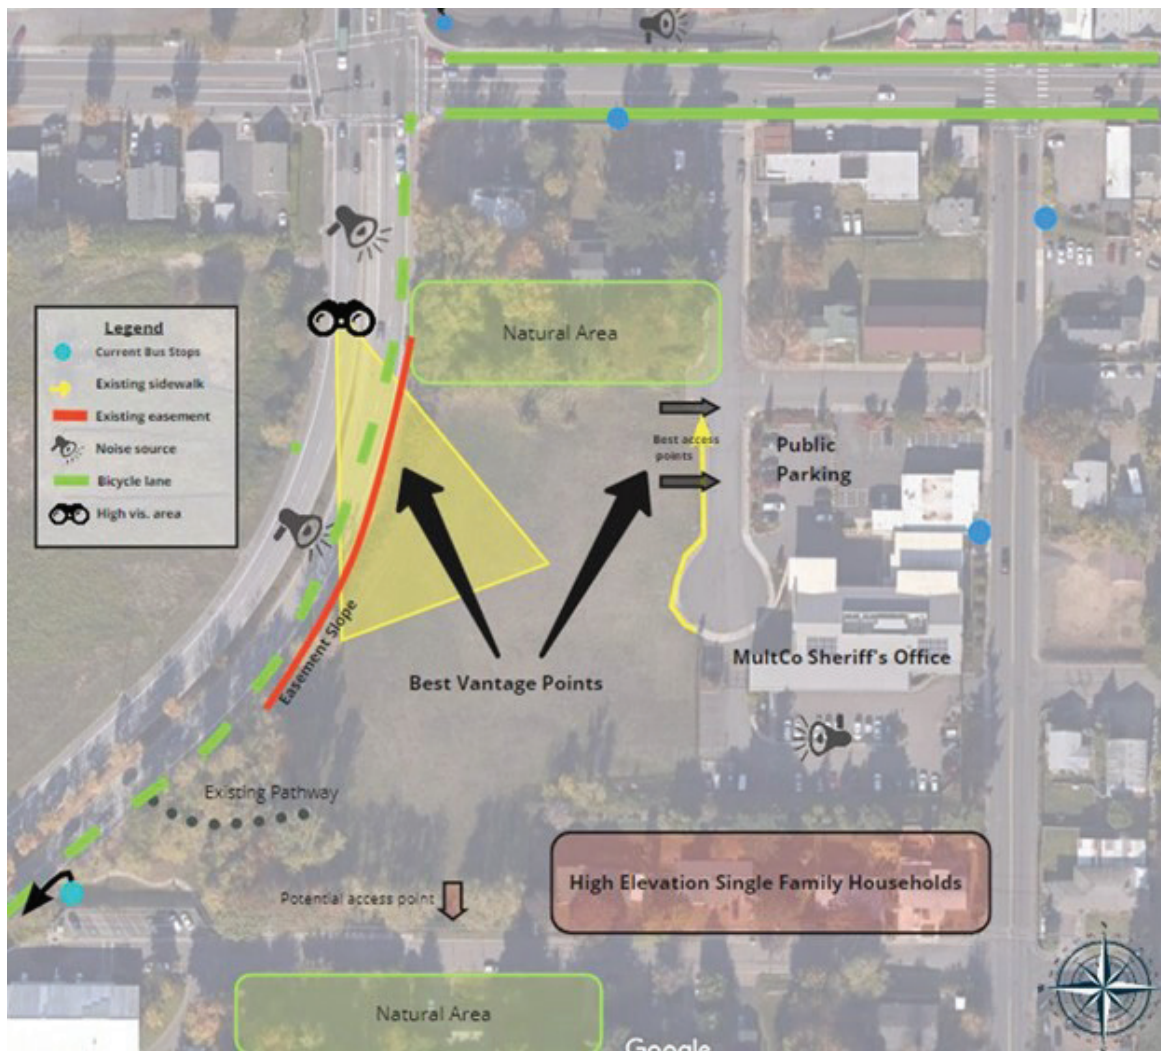 Natural Area
Legend
Current Bus Stops
Existing sidewalk
Existing easement
Noise source
Bicycle lane
High vis. area
Best access
points
Public
Parking
Easement Slope
MultCo Sheriff's Office
Best Vantage Points
Existing Pathway
High Elevation Single Family Households
Potential access point
Natural Area
Google